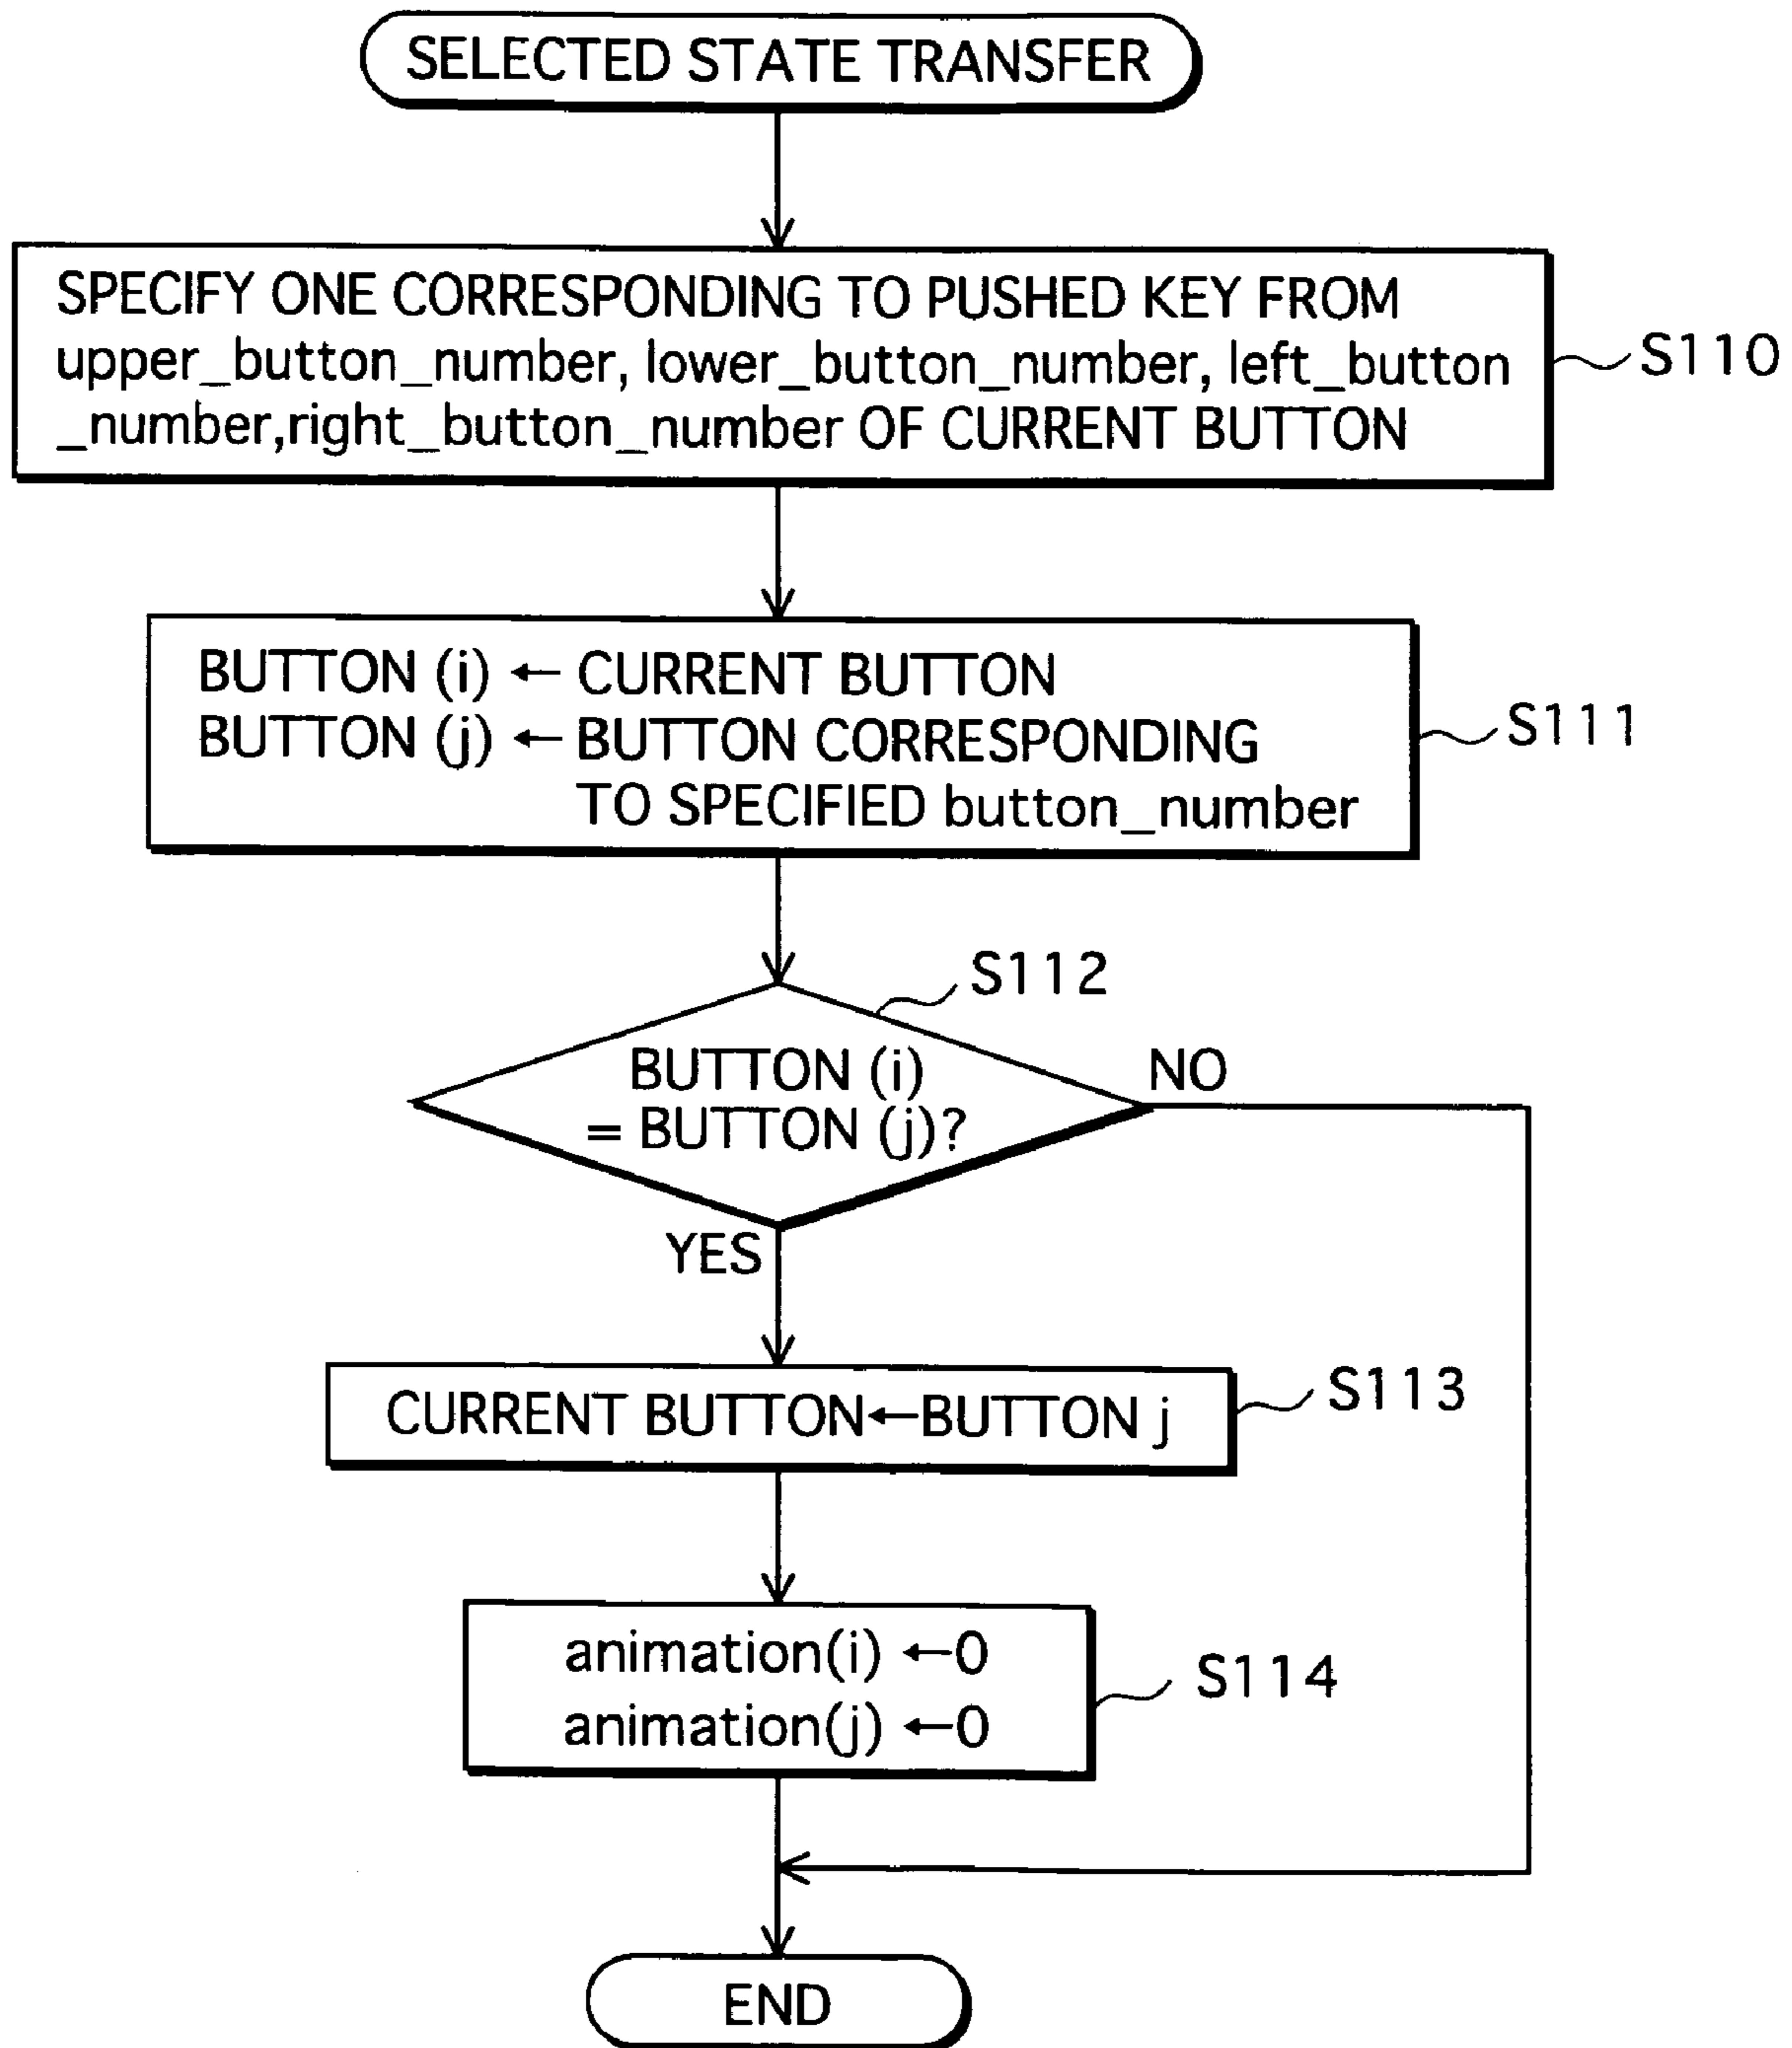 SELECTED STATE TRANSFER
SPECIFY ONE CORRESPONDING TO PUSHED KEY FROM
upper_button_number, lower_button_number, left_button
_number,right_button_number OF CURRENT BUTTON
S110
BUTTON (i) ← CURRENT BUTTON
BUTTON (j) ← BUTTON CORRESPONDING
TO SPECIFIED button_number
S111
S112
BUTTON (i)
= BUTTON (j)?
NO
YES
CURRENT BUTTON←BUTTON j
S113
animation(i) ←0
animation(j) ←0
S114
END